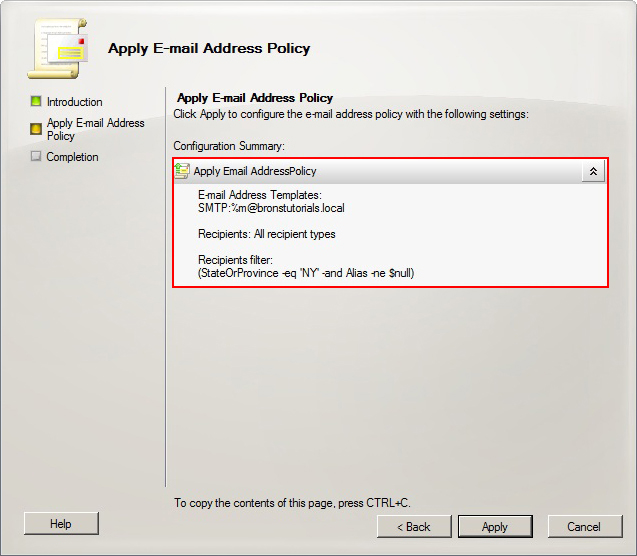 Apply E-mail Address Policy
Introduction
Apply E-mail Address
Policy
Completion
Apply E-mail Address Policy
Click Apply to configure the e-mail address policy with the following settings:
Configuration Summary:
Apply Email AddressPolicy
E-mail Address Templates:
SMTP:%m@bronstutorials.local
Recipients: All recipient types
Recipients filter:
(StateOrProvince -eq 'NY' -and Alias -ne $null)
To copy the contents of this page, press CTRL+C.
Help
< Back
Apply
Cancel